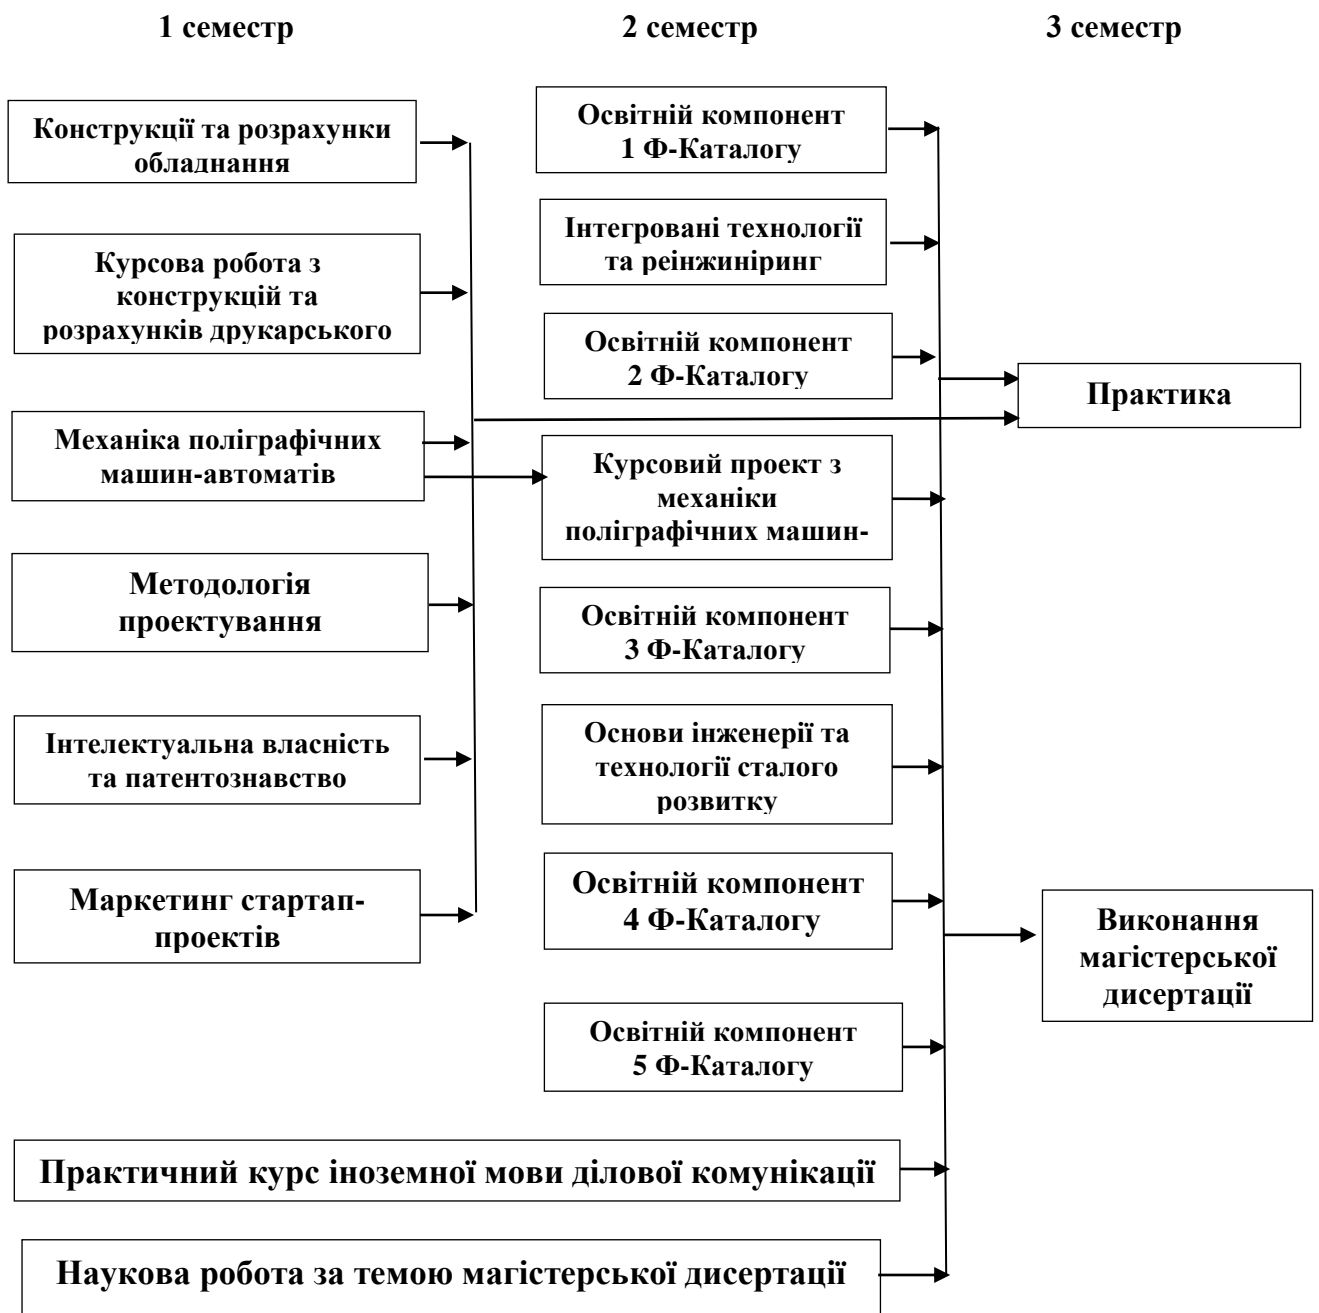 1 семестр
2 семестр
3 семестр
Конструкції та розрахунки
обладнання
Курсова робота з
конструкцій та
розрахунків друкарського
Механіка поліграфічних
машин-автоматів
Методологія
проектування
Інтелектуальна власність
та патентознавство
Маркетинг стартап-
проектів
Освітній компонент
1 Ф-Каталогу
Інтегровані технології
та реінжиніринг
Освітній компонент
2 Ф-Каталогу
Курсовий проект з
механіки
поліграфічних машин-
Освітній компонент
3 Ф-Каталогу
Основи інженерії та
технології сталого
розвитку
Освітній компонент
4 Ф-Каталогу
Освітній компонент
5 Ф-Каталогу
Практика
Виконання
магістерської
дисертації
Практичний курс іноземної мови ділової комунікації
Наукова робота за темою магістерської дисертації